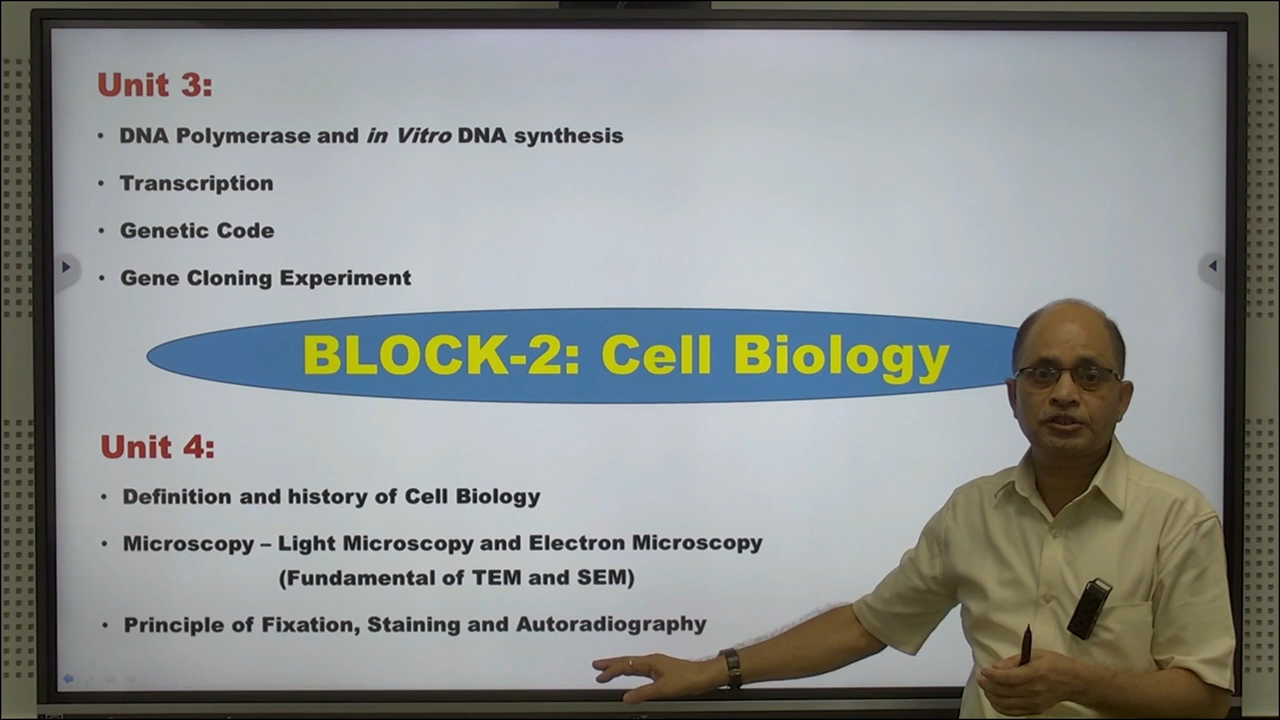 Unit 3:
• DNA Polymerase and in Vitro DNA synthesis
• Transcription
• Genetic Code
• Gene Cloning Experiment
BLOCK-2: Cell Biology
Unit 4:
• Definition and history of Cell Biology
• Microscopy – Light Microscopy and Electron Microscopy
(Fundamental of TEM and SEM)
• Principle of Fixation, Staining and Autoradiography